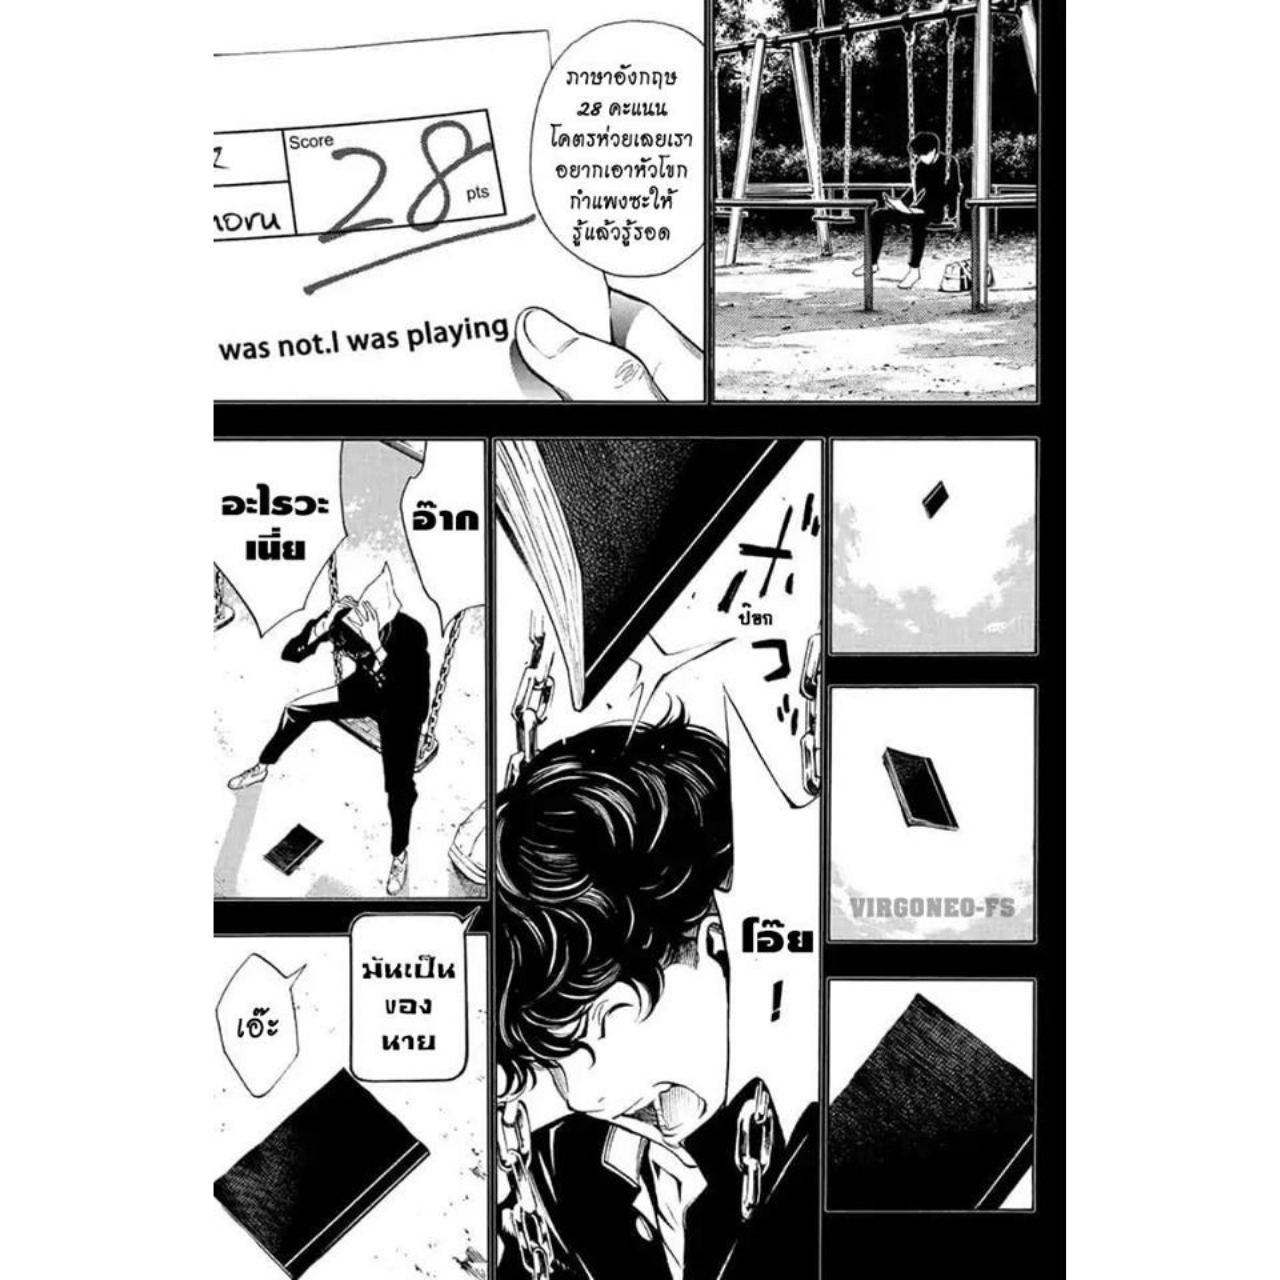 ภาษาอังกฤษ
28 คะแนน
โคตรห่วยเลยเรา
อยากเอาหัวโขก
กำแพงซะให้
รู้แล้วรู้รอด
Score
28
pts
noru
was not.I was playing
ป๊อก
メコ
โอ๊ย
!
VIRGONEO-FS
อ๊าก
อะไรวะ
เนี่ย
มันเป็น
ของ
นาย
เอ๊ะ